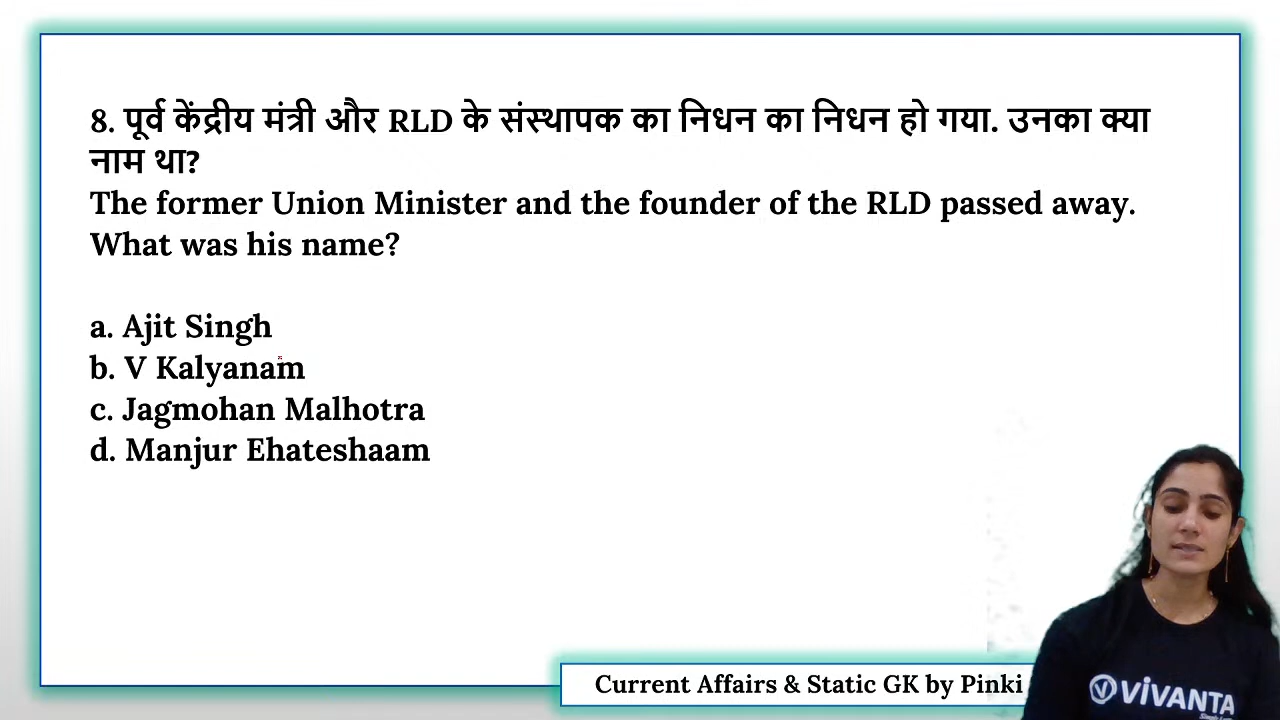 8. पूर्व केंद्रीय मंत्री और RLD के संस्थापक का निधन का निधन हो गया. उनका क्या
नाम था?
The former Union Minister and the founder of the RLD passed away.
What was his name?
a. Ajit Singh
b. V Kalyanam
c. Jagmohan Malhotra
d. Manjur Ehateshaam
Current Affairs & Static GK by Pinki
VIVANTA